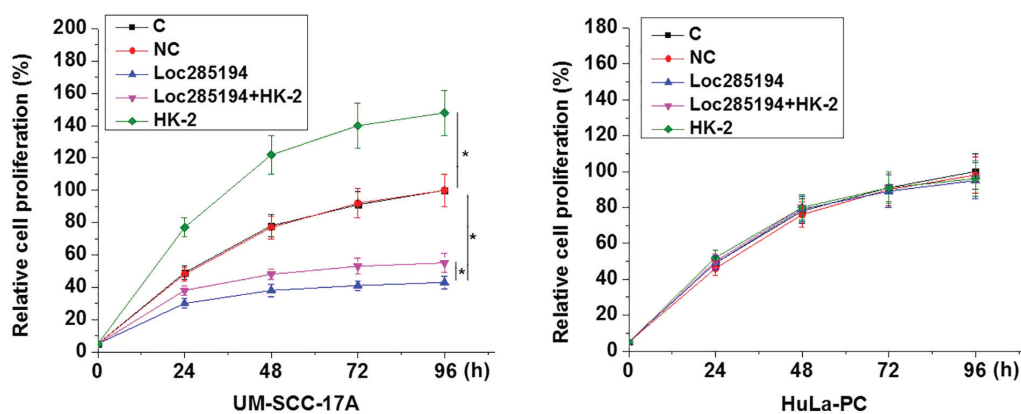 Relative cell proliferation (%)
200
180
160
140
120
100
80
60
40
20
0
C
NC
Loc285194
Loc285194+HK-2
HK-2
*
*
*
0 24 48 72 96 (h)
UM-SCC-17A
Relative cell proliferation (%)
180
160
140
120
100
80
60
40
20
0
C
NC
Loc285194
Loc285194+HK-2
HK-2
0 24 48 72 96 (h)
HuLa-PC